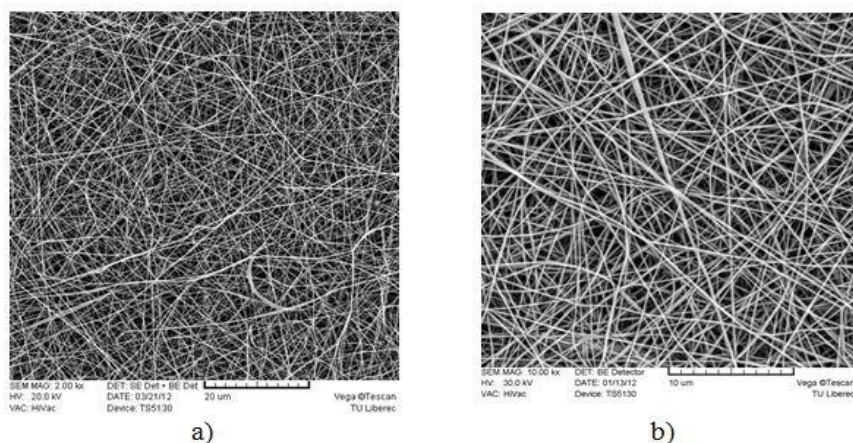 SEM MAG: 2.00 kx DET: SE Det + BE Det
HV: 20.0 kV DATE: 03/21/12 20 um Vega ©Tescan
VAC: HiVac Device: TS5130 TU Liberec
a)
SEM MAG: 10.00 kx DET: BE Detector
HV: 30.0 kV DATE: 01/13/12 10 um Vega ©Tescan
VAC: HiVac Device: TS5130 TU Liberec
b)